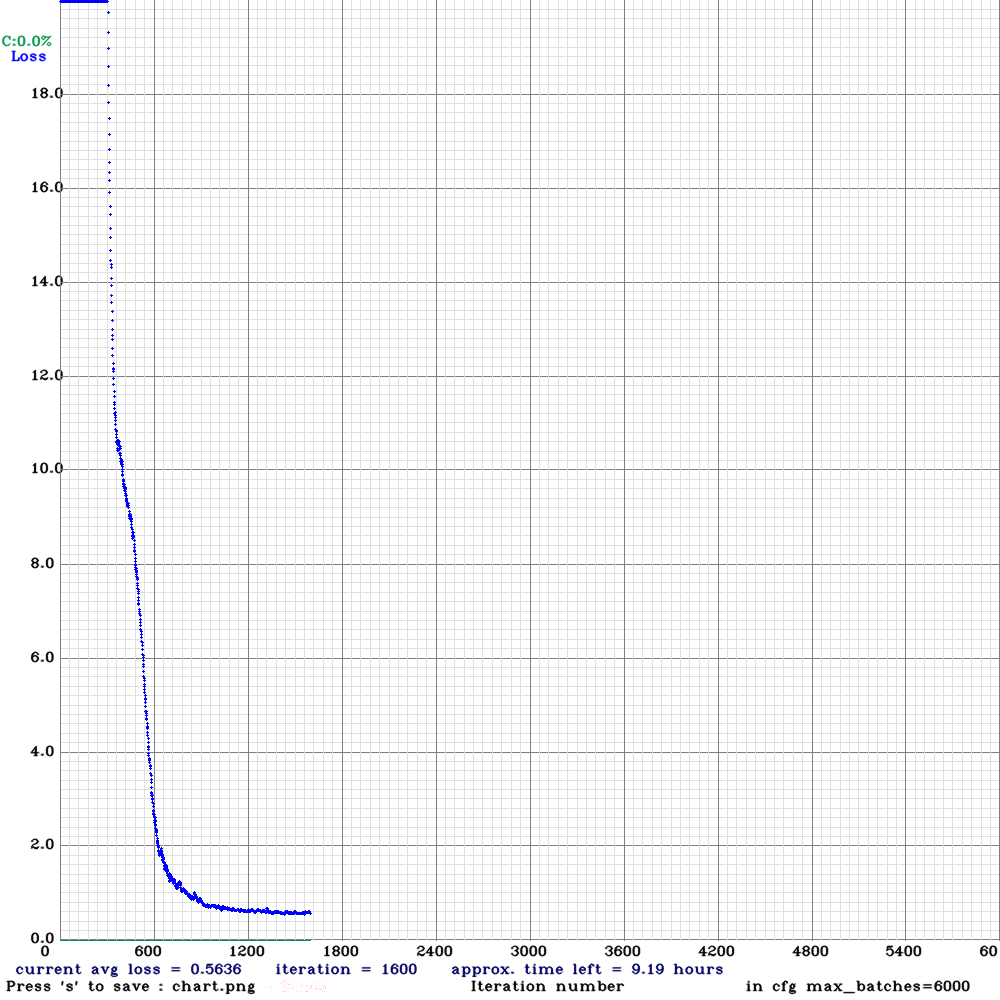 C:0.0%
Loss
18.0
16.0
14.0
12.0
10.0
8.0
6.0
4.0
2.0
0.0
0 600 1200 1800 2400 3000 3600 4200 4800 5400 60
current avg loss = 0.5636 iteration = 1600 approx. time left = 9.19 hours
Press 's' to save : chart.png Iteration number in cfg max_batches=6000